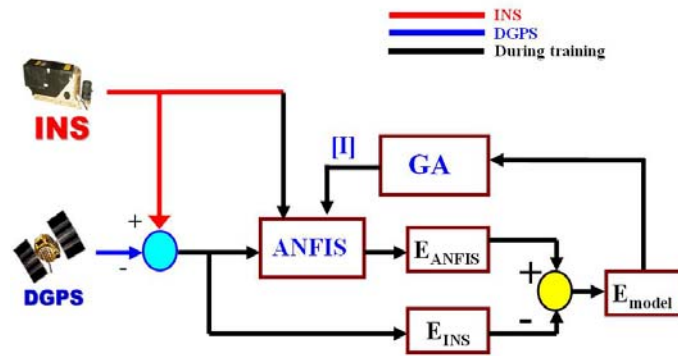 INS
DGPS
During training
INS
[I]
GA
+
-
DGPS
ANFIS
E_ANFIS
+
-
E_INS
E_model